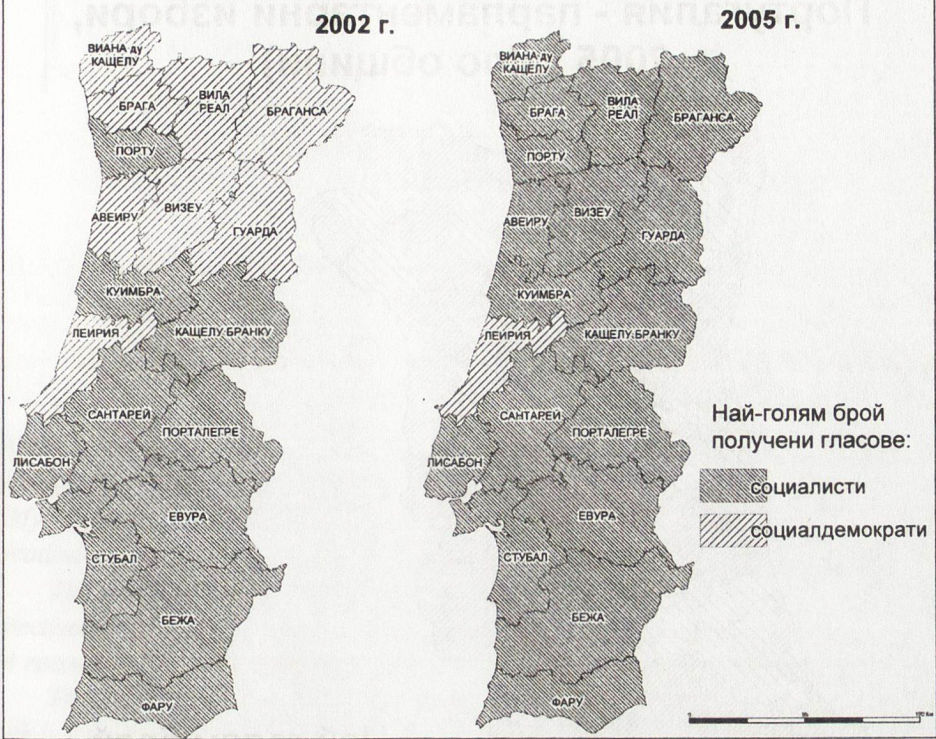 2002 г.
2005 г.
ВИАНА ду
КАЩЕЛУ
БРАГА
ВИЛА
РЕАЛ
БРАГАНСА
ПОРТУ
АВЕИРУ
ВИЗЕУ
ГУАРДА
КУИМБРА
КАЩЕЛУ-БРАНКУ
ЛЕИРИЯ
САНТАРЕЙ
ПОРТАЛЕГРЕ
ЛИСАБОН
ЕВУРА
СТУБАЛ
БЕЖА
ФАРУ
ВИАНА ду
КАЩЕЛУ
БРАГА
ВИЛА
РЕАЛ
БРАГАНСА
ПОРТУ
АВЕИРУ
ВИЗЕУ
ГУАРДА
КУИМБРА
ЛЕИРИЯ
КАЩЕЛУ-БРАНКУ
САНТАРЕЙ
ПОРТАЛЕГРЕ
ЛИСАБОН
ЕВУРА
СТУБАЛ
БЕЖА
ФАРУ
Най-голям брой
получени гласове:
социалисти
социалдемократи